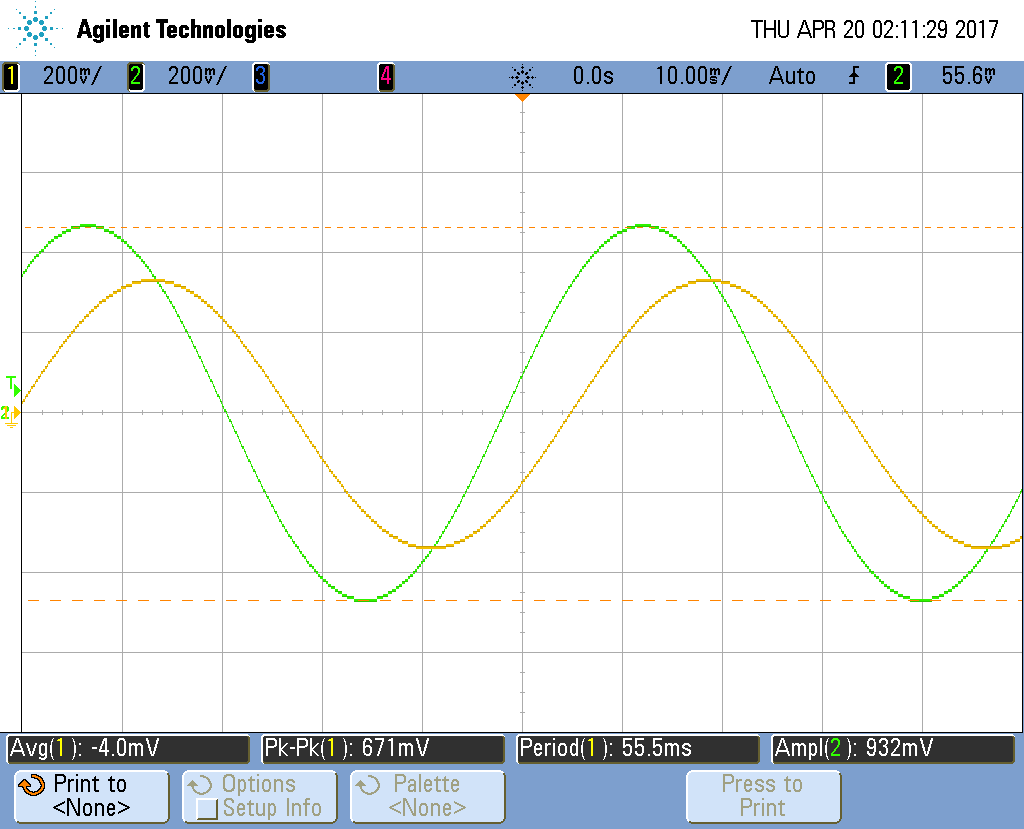 Agilent Technologies THU APR 20 02:11:29 2017
1 200mV/ 2 200mV/ 3 4 0.0s 10.00ms/ Auto 2 55.6mV
T
2
Avg(1): -4.0mV Pk-Pk(1): 671mV Period(1): 55.5ms Ampl(2): 932mV
Print to Options Palette Press to
<None> Setup Info <None> Print